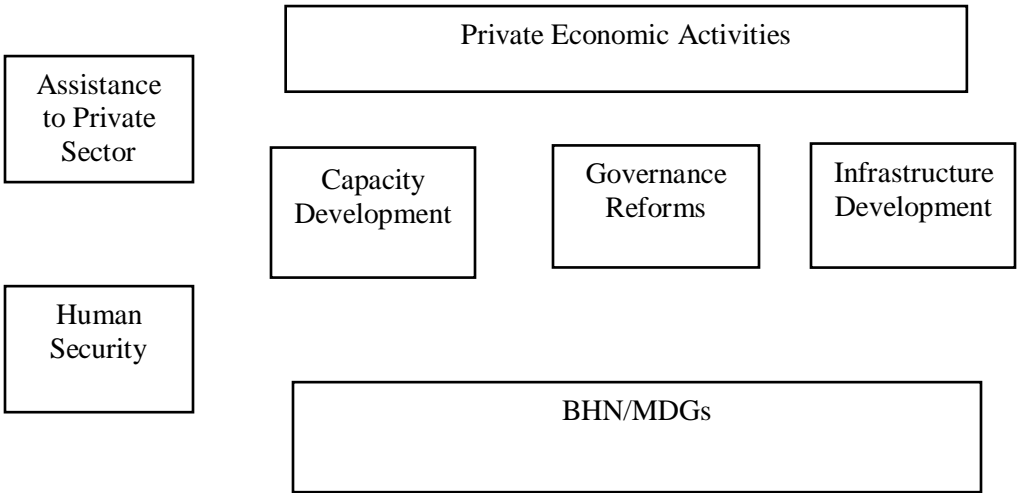 Private Economic Activities
Assistance
to Private
Sector
Capacity
Development
Governance
Reforms
Infrastructure
Development
Human
Security
BHN/MDGs